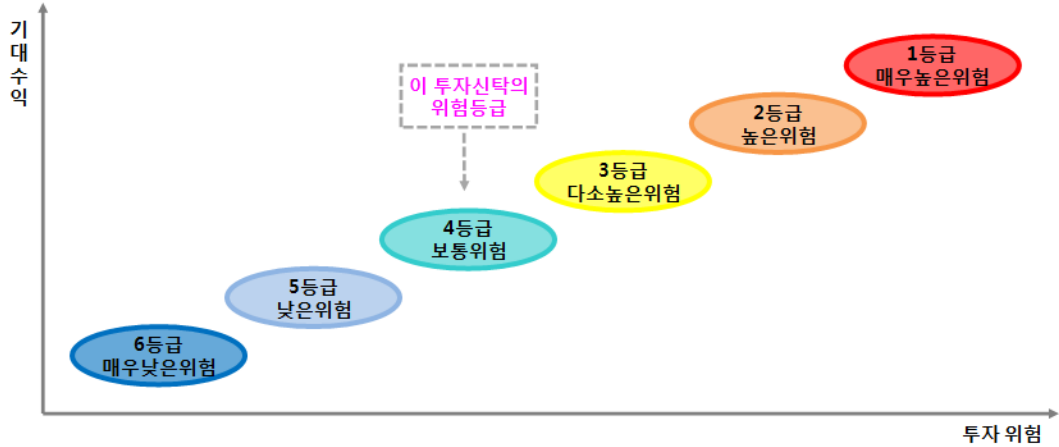 기
대
수
익
1등급
매우높은위험
이 투자신탁의
위험등급
2등급
높은위험
3등급
다소높은위험
4등급
보통위험
5등급
낮은위험
6등급
매우낮은위험
투자 위험